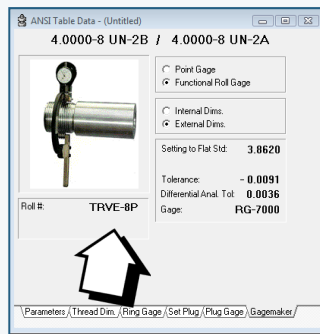 ANSI Table Data - (Untitled)
4.0000-8 UN-2B / 4.0000-8 UN-2A
Point Gage
Functional Roll Gage
Internal Dims.
External Dims.
Setting to Flat Std: 3.8620
Tolerance: - 0.0091
Differential Anal. Tol: 0.0036
Gage: RG-7000
Roll #: TRVE-8P
Parameters Thread Dim. Ring Gage Set Plug Plug Gage Gagemaker